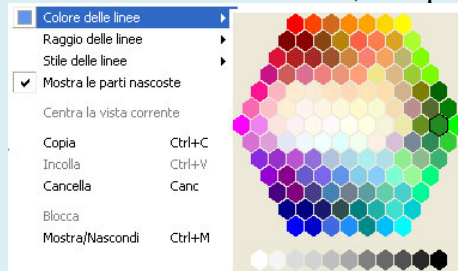 Colore delle linee
Raggio delle linee
Stile delle linee
Mostra le parti nascoste
Centra la vista corrente
Copia Ctrl+C
Incolla Ctrl+V
Cancella Canc
Blocca
Mostra/Nascondi Ctrl+M